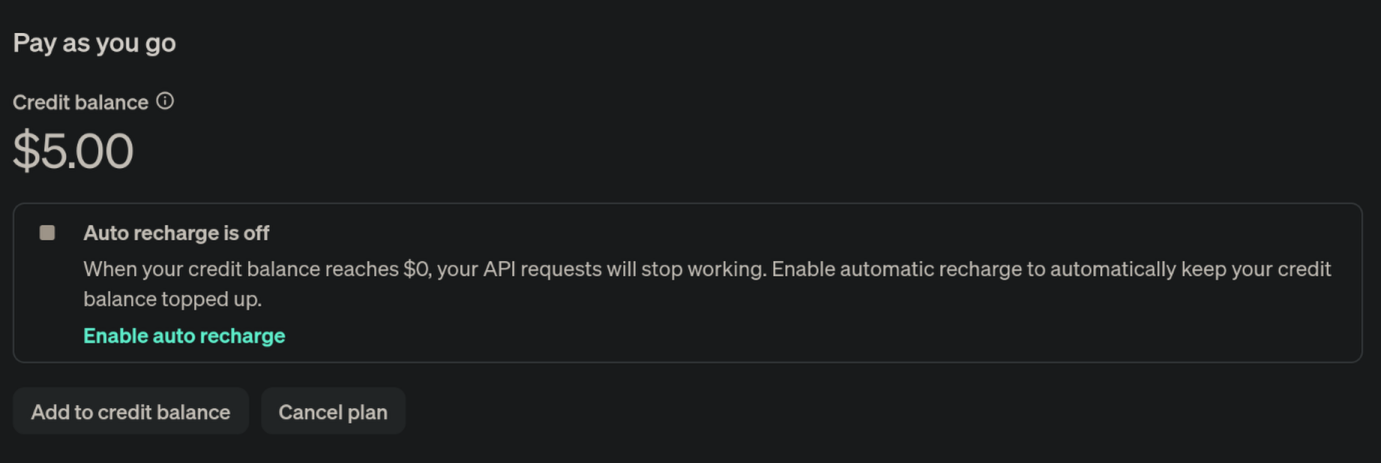 Pay as you go
Credit balance
$5.00
Auto recharge is off
When your credit balance reaches $0, your API requests will stop working. Enable automatic recharge to automatically keep your credit
balance topped up.
Enable auto recharge
Add to credit balance
Cancel plan